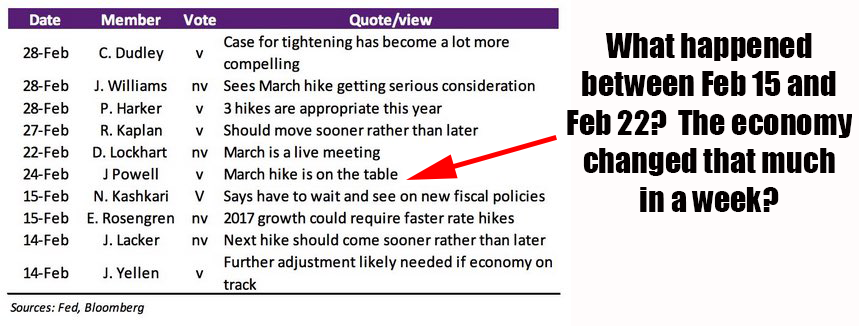 Date Member Vote Quote/view
28-Feb C. Dudley v Case for tightening has become a lot more
compelling
28-Feb J. Williams nv Sees March hike getting serious consideration
28-Feb P. Harker v 3 hikes are appropriate this year
27-Feb R. Kaplan v Should move sooner rather than later
22-Feb D. Lockhart nv March is a live meeting
24-Feb J Powell v March hike is on the table
15-Feb N. Kashkari V Says have to wait and see on new fiscal policies
15-Feb E. Rosengren nv 2017 growth could require faster rate hikes
14-Feb J. Lacker nv Next hike should come sooner rather than later
14-Feb J. Yellen v Further adjustment likely needed if economy on
track
Sources: Fed, Bloomberg
What happened
between Feb 15 and
Feb 22? The economy
changed that much
in a week?